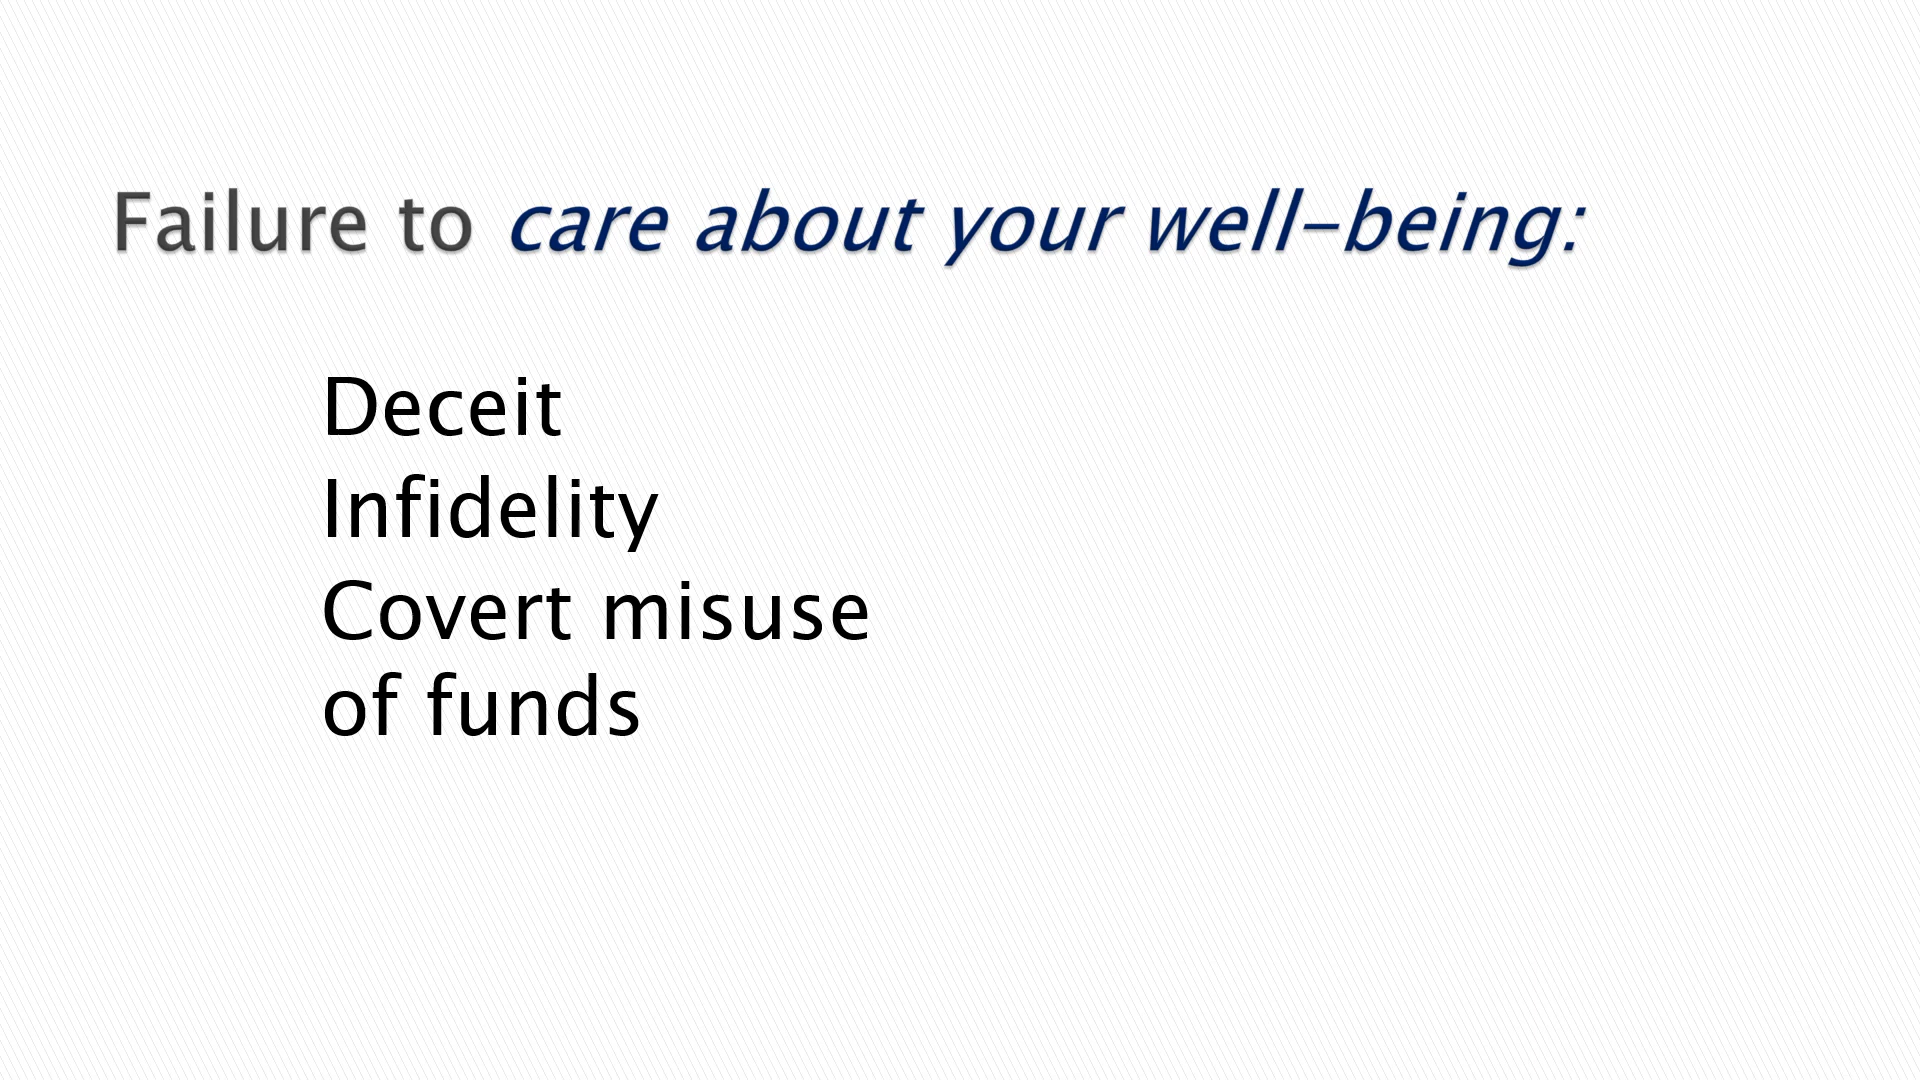 Failure to care about your well-being:
Deceit
Infidelity
Covert misuse
of funds